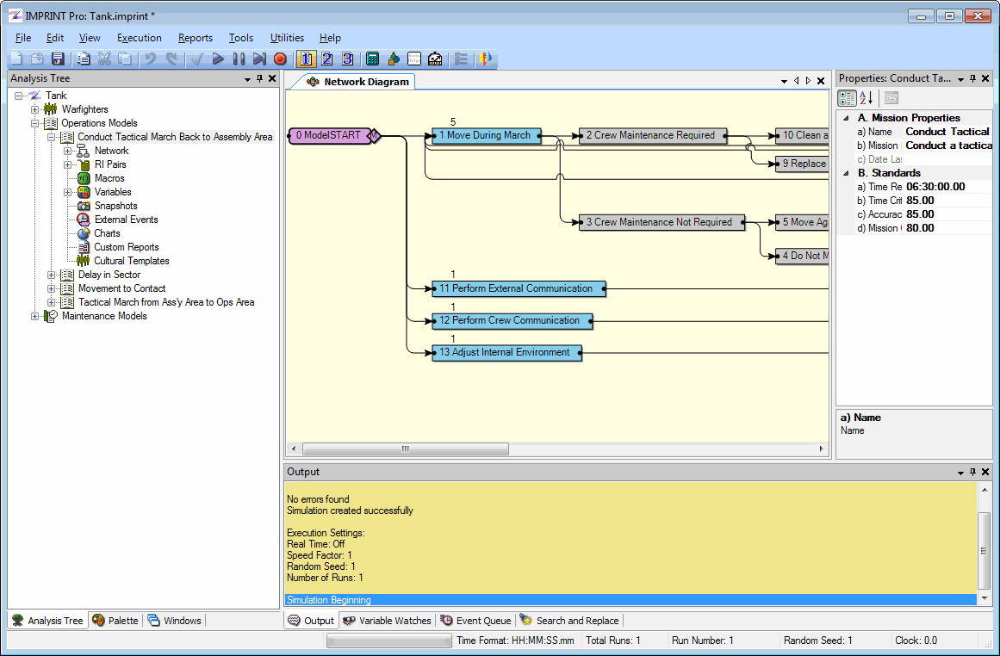 IMPRINT Pro: Tank.imprint *
File Edit View Execution Reports Tools Utilities Help
1 2 3
Analysis Tree
Tank
Warfighters
Operations Models
Conduct Tactical March Back to Assembly Area
Network
RI Pairs
Macros
Variables
Snapshots
External Events
Charts
Custom Reports
Cultural Templates
Delay in Sector
Movement to Contact
Tactical March from Ass'y Area to Ops Area
Maintenance Models
Analysis Tree Palette Windows
Network Diagram
5
0 ModelSTART M 1 Move During March 2 Crew Maintenance Required 10 Clean a
9 Replace
3 Crew Maintenance Not Required 5 Move Aga
4 Do Not M
1
11 Perform External Communication
1
12 Perform Crew Communication
1
13 Adjust Internal Environment
Properties: Conduct Ta...
A. Mission Properties
a) Name Conduct Tactical
b) Mission Conduct a tactica
c) Date Las
B. Standards
a) Time Re 06:30:00.00
b) Time Crit 85.00
c) Accurac 85.00
d) Mission 80.00
a) Name
Name
Output
No errors found
Simulation created successfully
Execution Settings:
Real Time: Off
Speed Factor: 1
Random Seed: 1
Number of Runs: 1
Simulation Beginning
Output Variable Watches Event Queue Search and Replace
Time Format: HH:MM:SS.mm Total Runs: 1 Run Number: 1 Random Seed: 1 Clock: 0.0